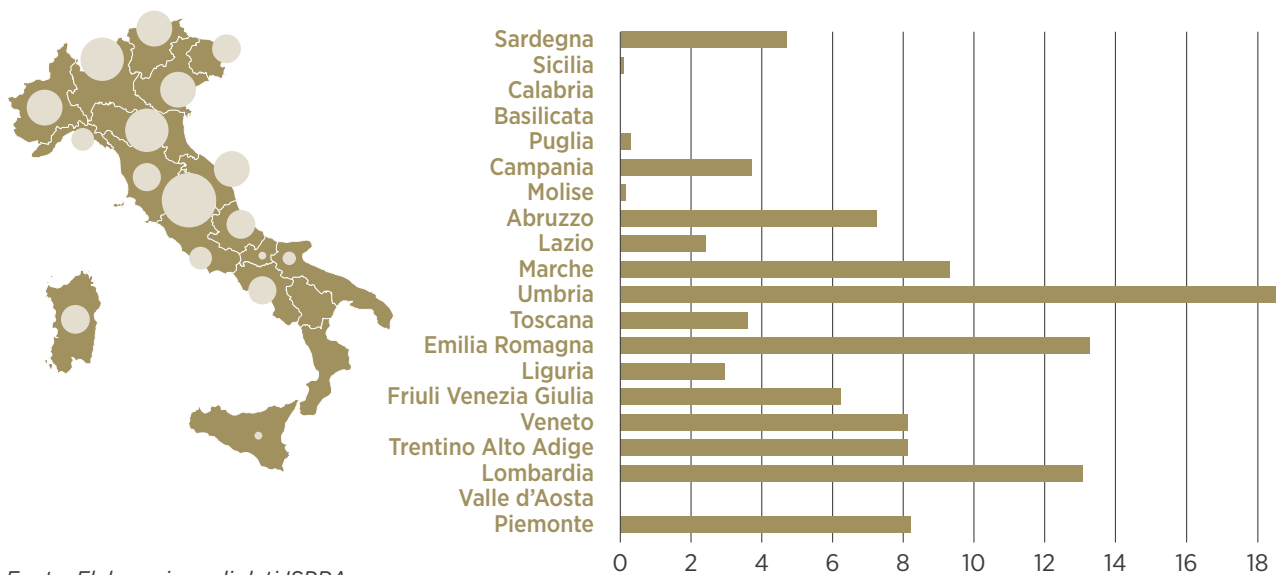 Sardegna
Sicilia
Calabria
Basilicata
Puglia
Campania
Molise
Abruzzo
Lazio
Marche
Umbria
Toscana
Emilia Romagna
Liguria
Friuli Venezia Giulia
Veneto
Trentino Alto Adige
Lombardia
Valle d'Aosta
Piemonte
0 2 4 6 8 10 12 14 16 18